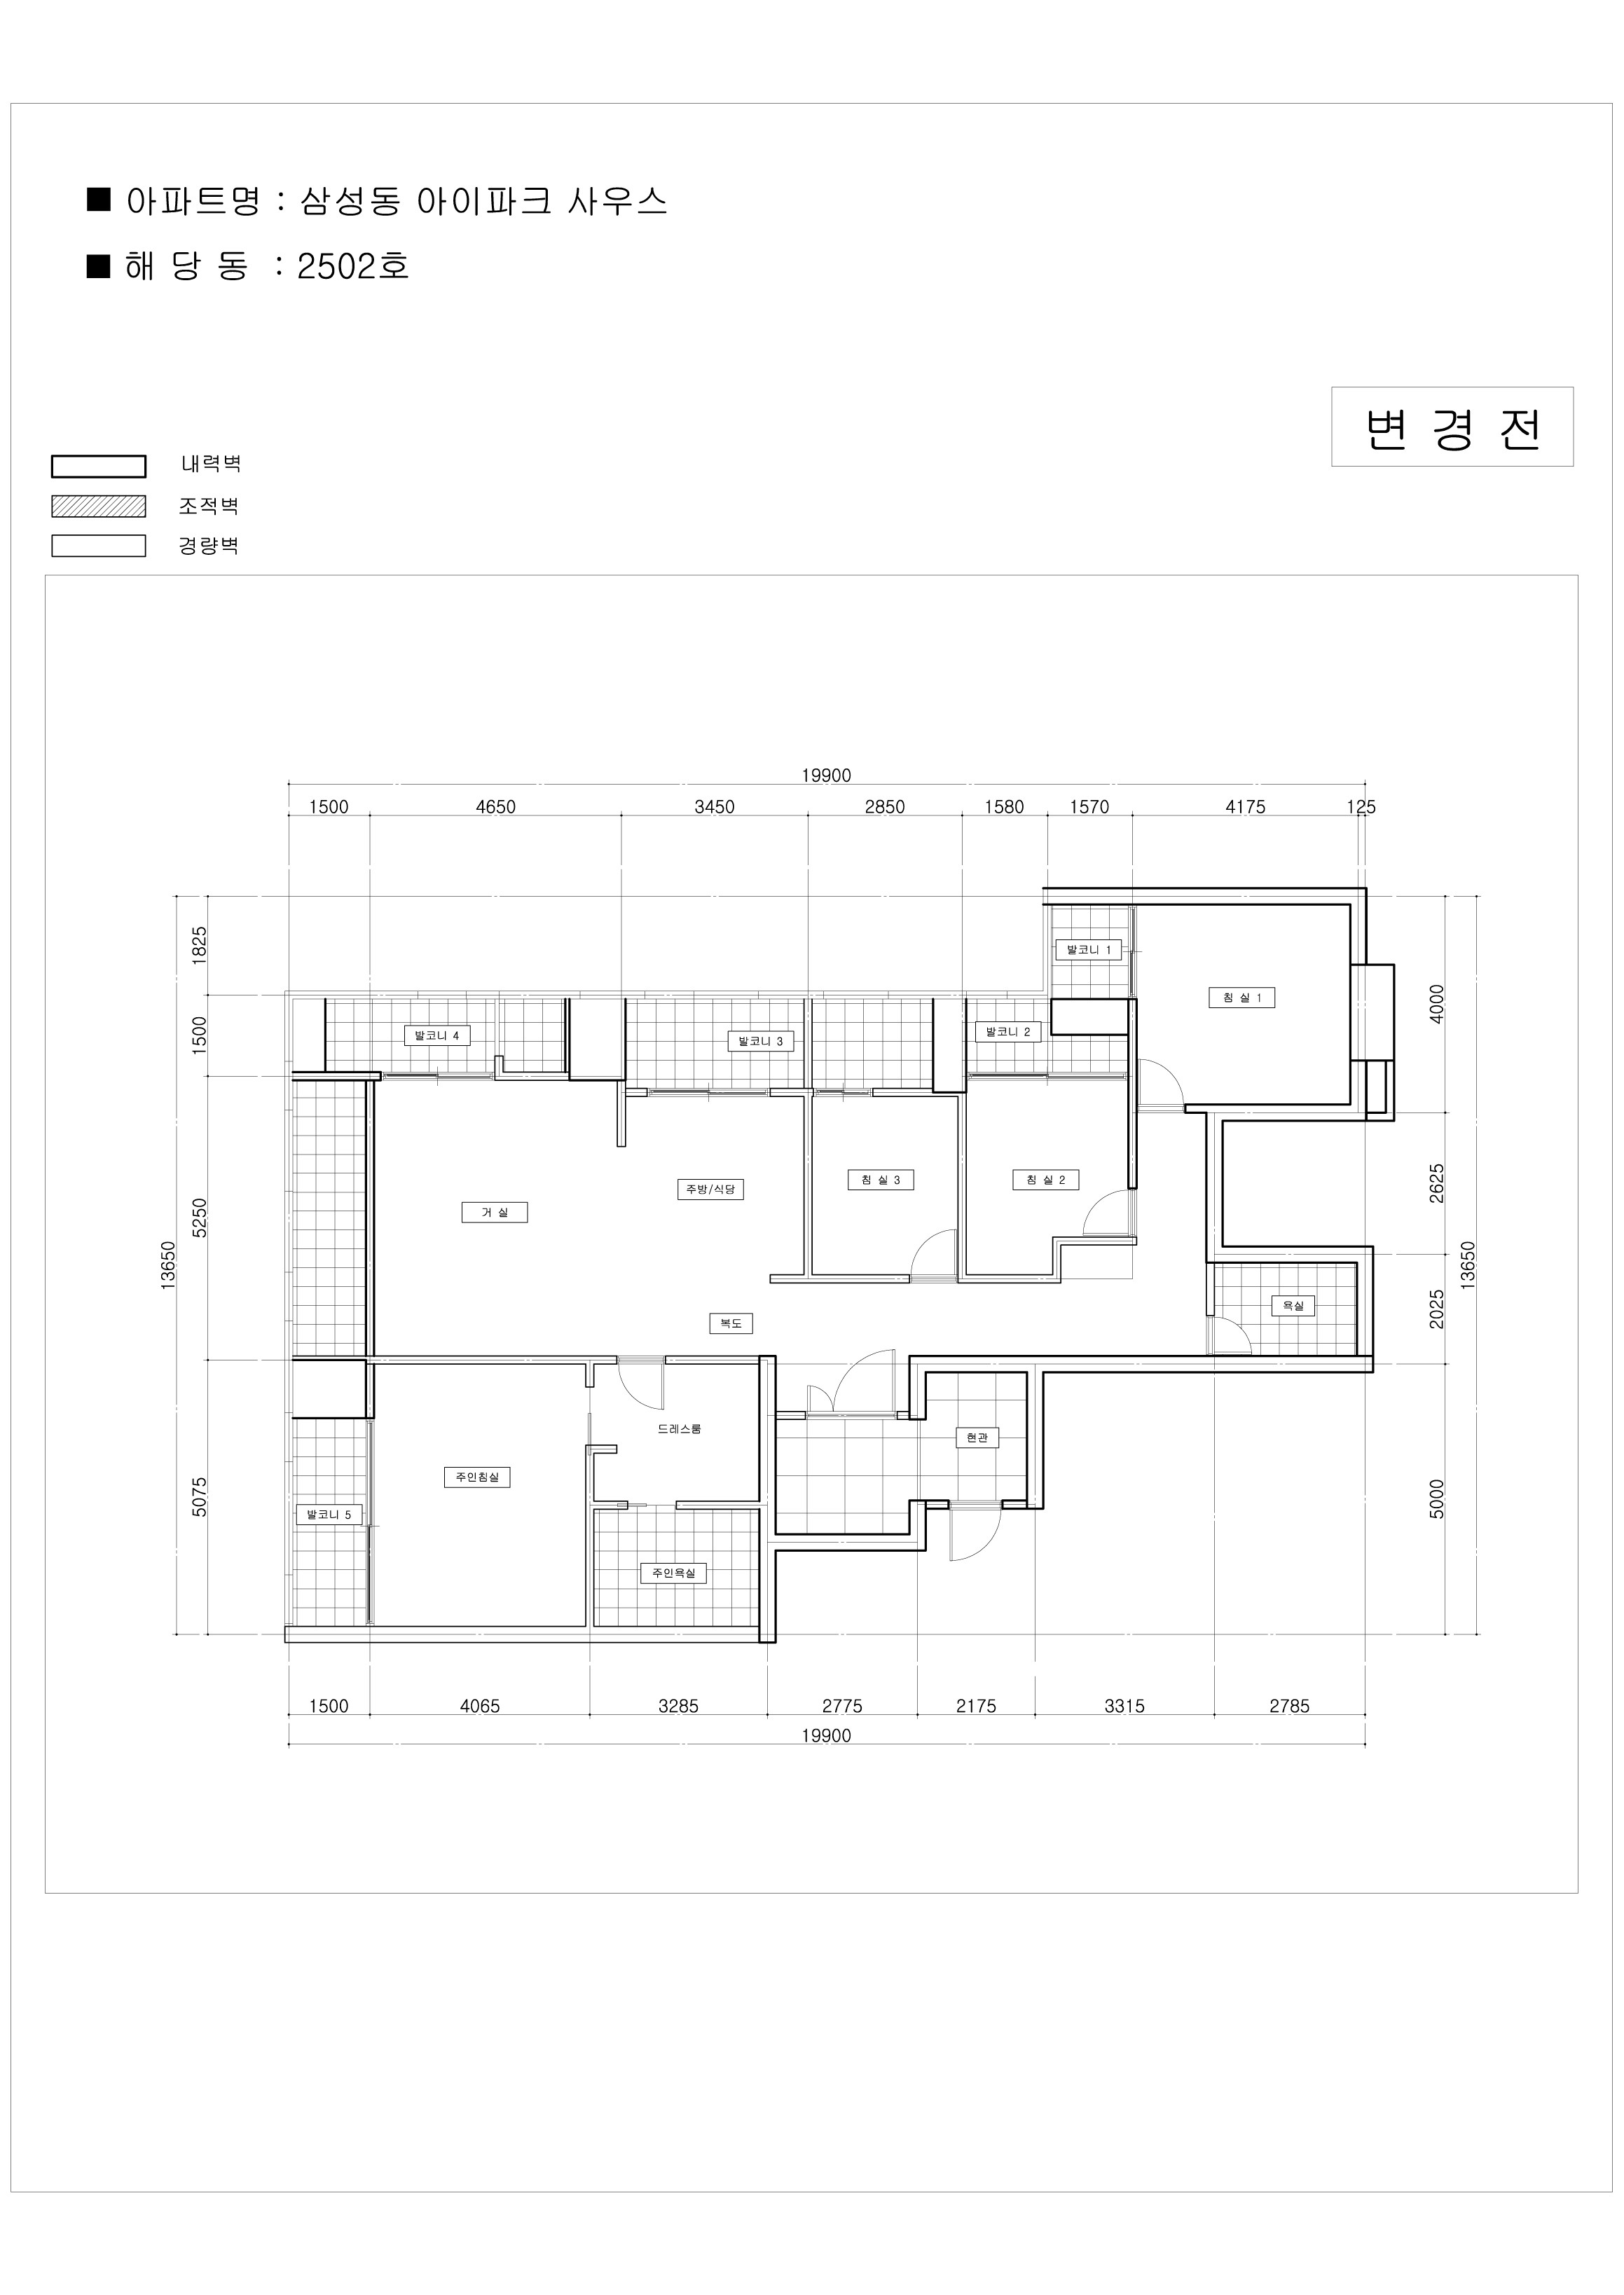 ■ 아파트명 : 삼성동 아이파크 사우스
■ 해 당 동 : 2502호
변 경 전
내력벽
조적벽
경량벽
19900
1500 4650 3450 2850 1580 1570 4175 125
1825
1500
5250
5075
13650
발코니 1
침 실 1
발코니 4
발코니 3
발코니 2
거 실
주방/식당
침 실 3
침 실 2
복도
욕실
드레스룸
현관
주인침실
발코니 5
주인욕실
4000
2625
2025
5000
13650
1500 4065 3285 2775 2175 3315 2785
19900